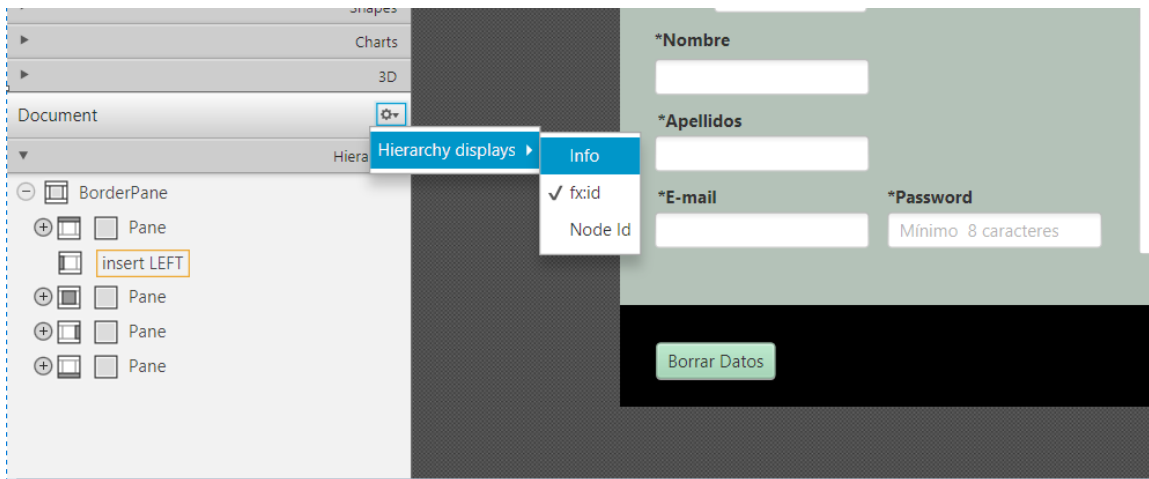 Shapes
Charts
3D
Document
Hierarchy displays
Hiera
Info
fx:id
Node Id
BorderPane
Pane
insert LEFT
Pane
Pane
Pane
*Nombre
*Apellidos
*E-mail
*Password
Mínimo 8 caracteres
Borrar Datos